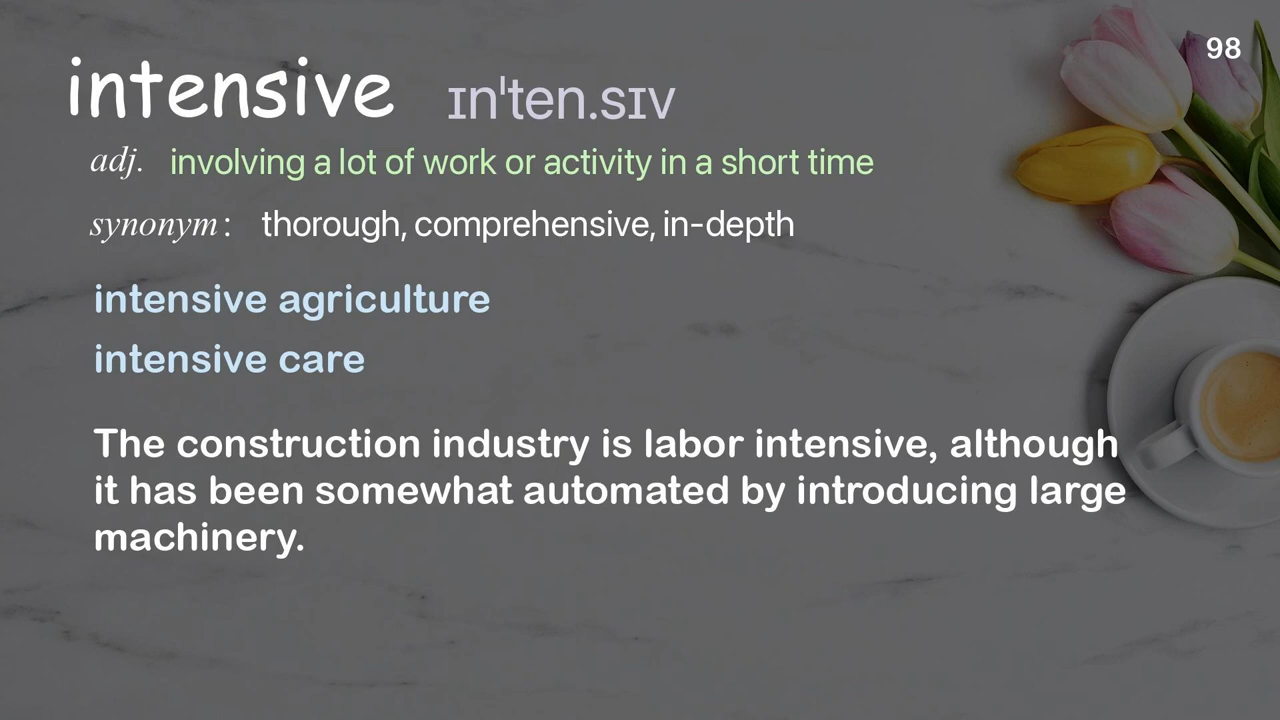 98
intensive ɪn'ten.sɪv
adj. involving a lot of work or activity in a short time
synonym: thorough, comprehensive, in-depth
intensive agriculture
intensive care
The construction industry is labor intensive, although
it has been somewhat automated by introducing large
machinery.